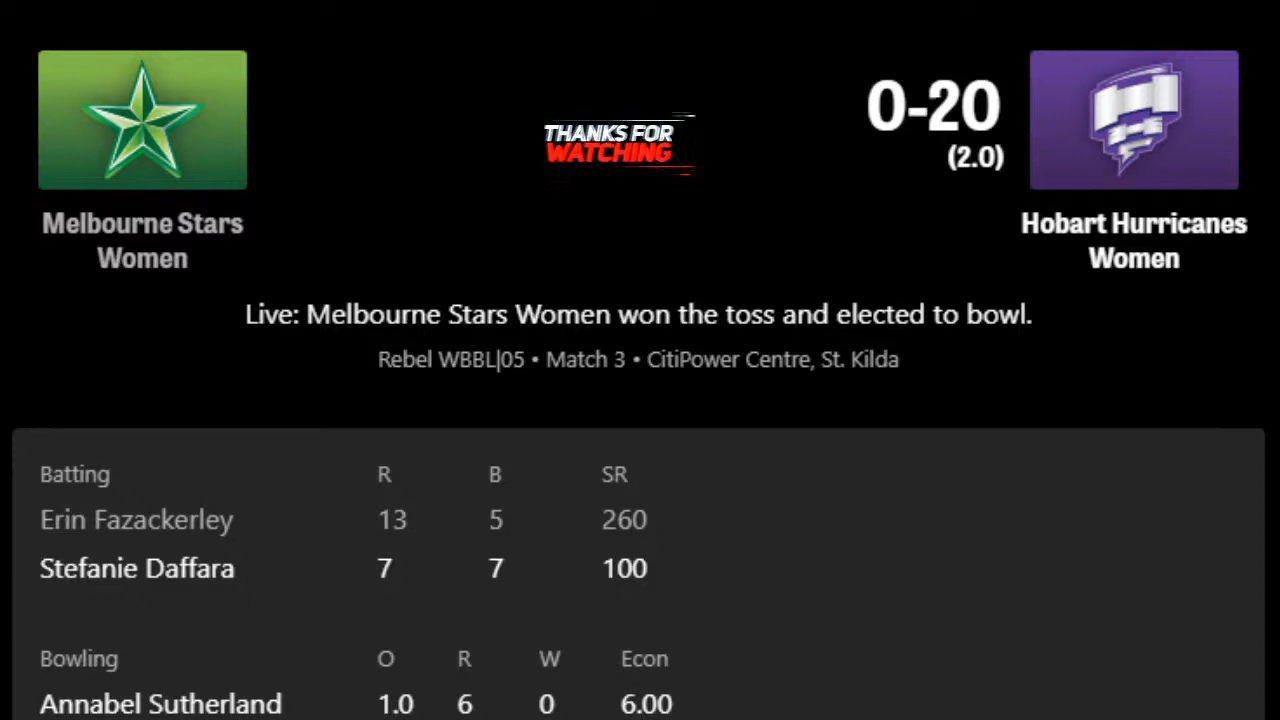 THANKS FOR
WATCHING
0-20
(2.0)
Melbourne Stars
Women
Hobart Hurricanes
Women
Live: Melbourne Stars Women won the toss and elected to bowl.
Rebel WBBL|05 • Match 3 • CitiPower Centre, St. Kilda
Batting R B SR
Erin Fazackerley 13 5 260
Stefanie Daffara 7 7 100
Bowling O R W Econ
Annabel Sutherland 1.0 6 0 6.00